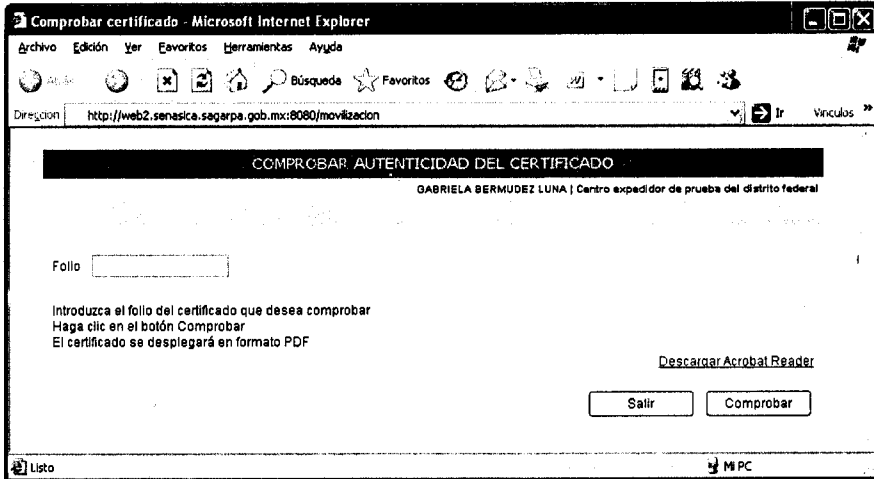 Comprobar certificado - Microsoft Internet Explorer
Archivo Edición Ver Favoritos Herramientas Ayuda
Atrás Búsqueda Favoritos
Dirección http://web2.senasica.sagarpa.gob.mx:8080/movilizacion Ir Vínculos »
COMPROBAR AUTENTICIDAD DEL CERTIFICADO
GABRIELA BERMUDEZ LUNA | Centro expedidor de prueba del distrito federal
Folio
Introduzca el folio del certificado que desea comprobar
Haga clic en el botón Comprobar
El certificado se desplegará en formato PDF
Descargar Acrobat Reader
Salir Comprobar
Listo Mi PC